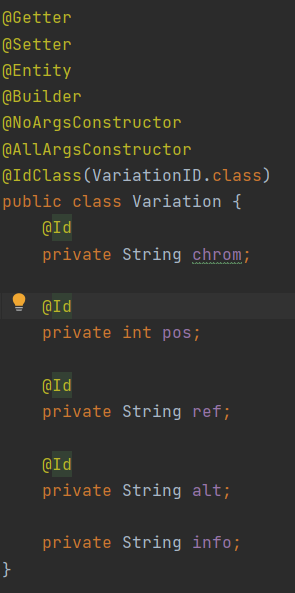 @Getter
@Setter
@Entity
@Builder
@NoArgsConstructor
@AllArgsConstructor
@IdClass(VariationID.class)
public class Variation {
    @Id
    private String chrom;

    @Id
    private int pos;

    @Id
    private String ref;

    @Id
    private String alt;

    private String info;
}